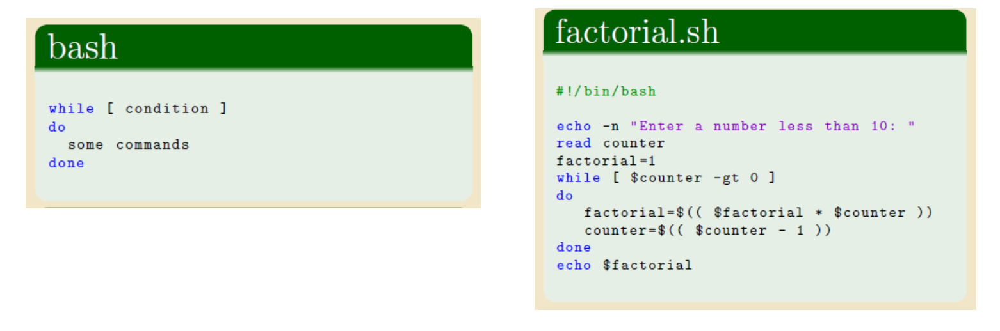 bash
while [ condition ]
do
  some commands
done
factorial.sh
#!/bin/bash
echo -n "Enter a number less than 10: "
read counter
factorial=1
while [ $counter -gt 0 ]
do
   factorial=$(( $factorial * $counter ))
   counter=$(( $counter - 1 ))
done
echo $factorial